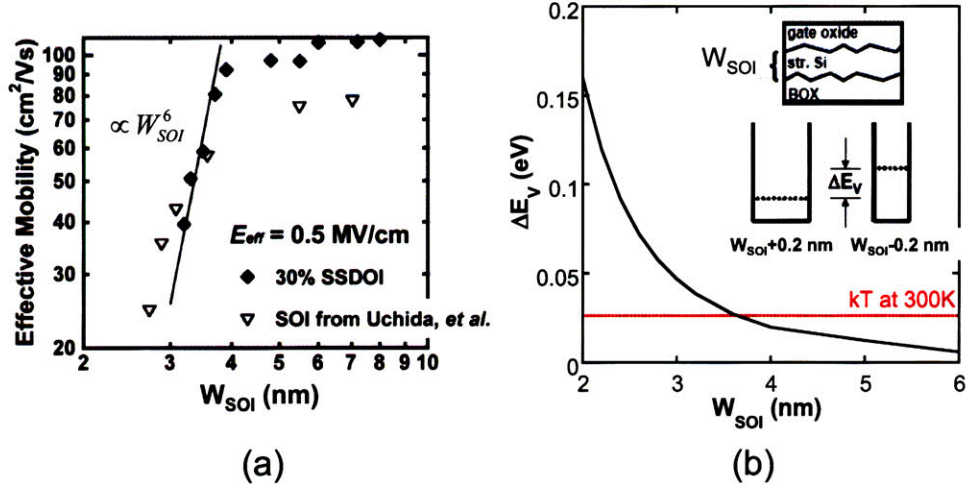 (a)
Effective Mobility (cm²/Vs)
100
80
70
60
50
40
30
20
∝ W⁶SOI
Eeff = 0.5 MV/cm
◆ 30% SSDOI
▽ SOI from Uchida, et al.
2 3 4 5 6 7 8 9 10
WSOI (nm)
(a)
(b)
ΔEV (eV)
0.2
0.15
0.1
0.05
0
WSOI
gate oxide
str. Si
BOX
ΔEV
WSOI+0.2 nm WSOI-0.2 nm
kT at 300K
2 3 4 5 6
WSOI (nm)
(b)